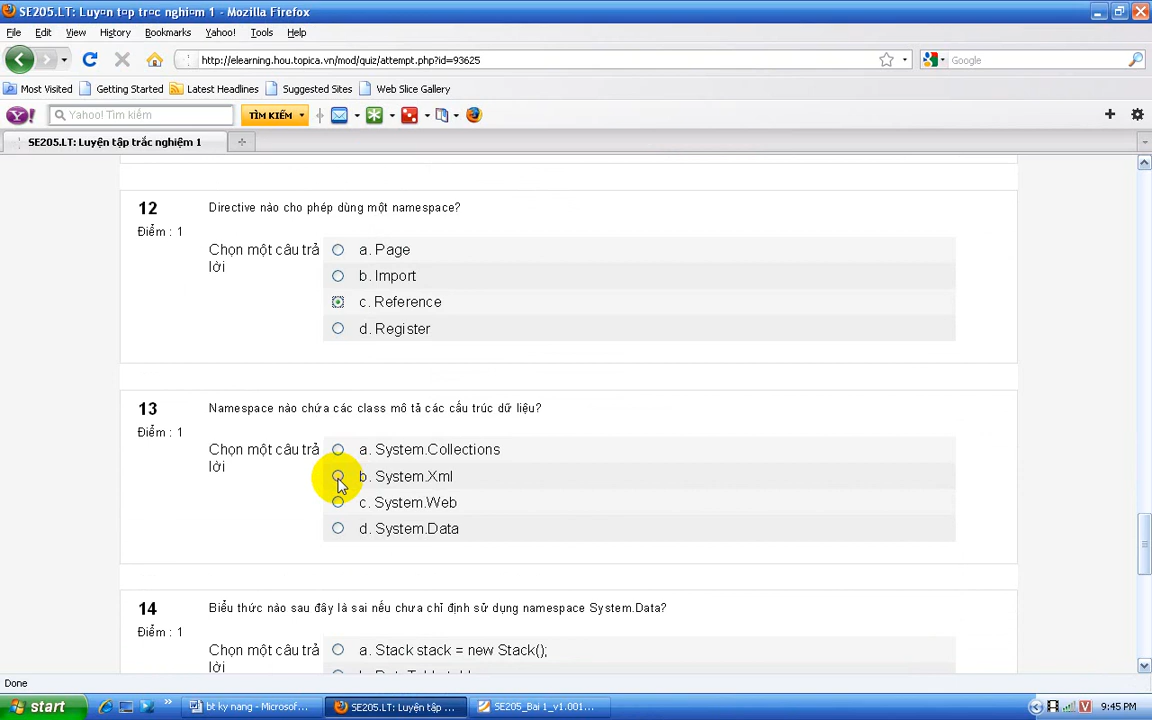 SE205.LT: Luy¤n t¤p tr¤c nghi¤m 1 - Mozilla Firefox
File Edit View History Bookmarks Yahoo! Tools Help
http://elearning.hou.topica.vn/mod/quiz/attempt.php?id=93625
Google
Most Visited Getting Started Latest Headlines Suggested Sites Web Slice Gallery
Yahoo! Tìm kiếm TÌM KIẾM
SE205.LT: Luyện tập trắc nghiệm 1
12 Directive nào cho phép dùng một namespace?
Điểm : 1
Chọn một câu trả lời
a. Page
b. Import
c. Reference
d. Register
13 Namespace nào chứa các class mô tả các cấu trúc dữ liệu?
Điểm : 1
Chọn một câu trả lời
a. System.Collections
b. System.Xml
c. System.Web
d. System.Data
14 Biểu thức nào sau đây là sai nếu chưa chỉ định sử dụng namespace System.Data?
Điểm : 1
Chọn một câu trả lời
a. Stack stack = new Stack();
Done
start bt ky nang - Microsof... SE205.LT: Luyện tập ... SE205_Bai 1_v1.001... 9:45 PM